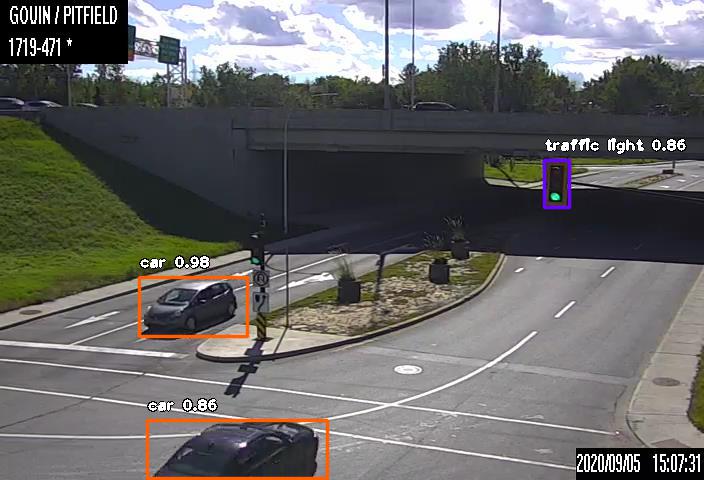 GOUIN / PITFIELD
1719-471 *
traffic light 0.86
car 0.98
car 0.86
2020/09/05 15:07:31